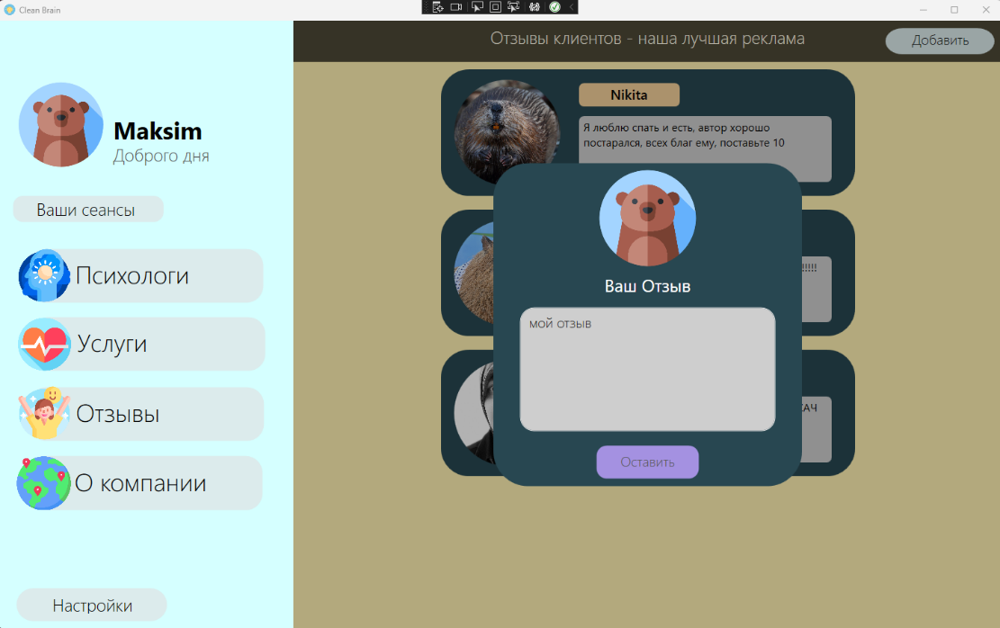 Clean Brain
Отзывы клиентов - наша лучшая реклама
Добавить
Maksim
Доброго дня
Ваши сеансы
Психологи
Услуги
Отзывы
О компании
Настройки
Nikita
Я люблю спать и есть, автор хорошо
постарался, всех благ ему, поставьте 10
!!!!!
Ваш Отзыв
мой отзыв
Оставить